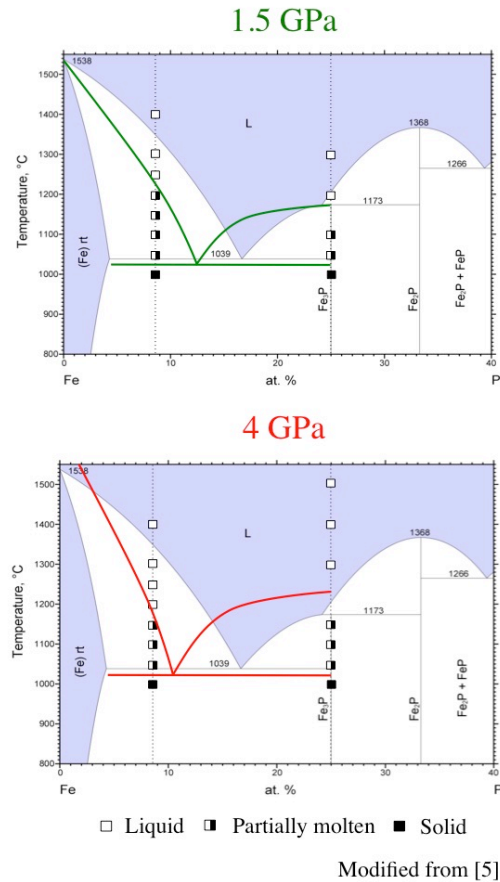 1.5 GPa
1500
1400
1300
1200
1100
1000
900
800
Temperature, °C
1538
L
1368
1266
1173
1039
(Fe) rt
Fe₃P
Fe₂P
Fe₂P + FeP
0
10
20
30
40
Fe
at. %
P
4 GPa
1500
1400
1300
1200
1100
1000
900
800
Temperature, °C
1538
L
1368
1266
1173
1039
(Fe) rt
Fe₃P
Fe₂P
Fe₂P + FeP
0
10
20
30
40
Fe
at. %
P
Liquid Partially molten Solid
Modified from [5]